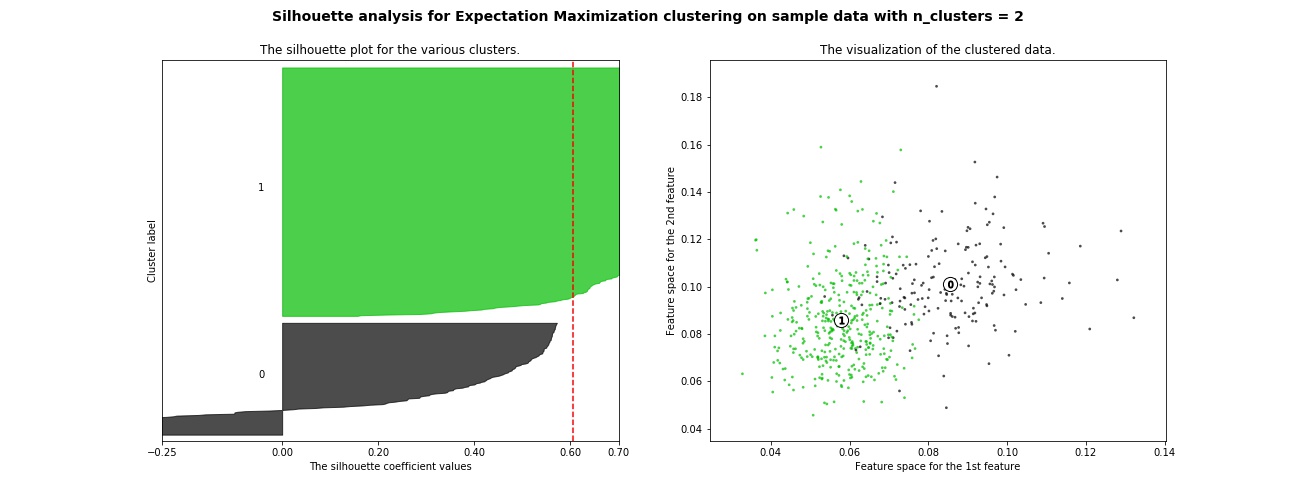 Silhouette analysis for Expectation Maximization clustering on sample data with n_clusters = 2
The silhouette plot for the various clusters.
Cluster label
1
0
−0.25 0.00 0.20 0.40 0.60 0.70
The silhouette coefficient values
The visualization of the clustered data.
Feature space for the 2nd feature
0.18
0.16
0.14
0.12
0.10
0.08
0.06
0.04
0
1
0.04 0.06 0.08 0.10 0.12 0.14
Feature space for the 1st feature